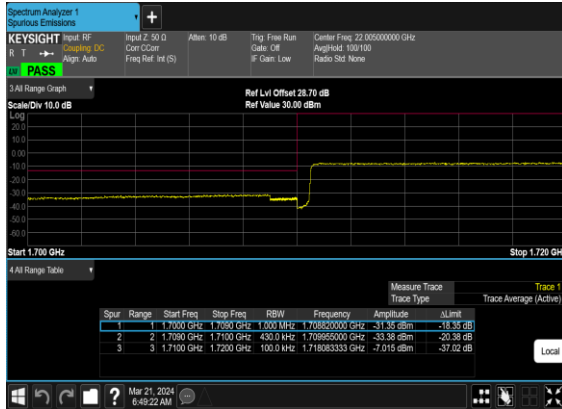 Spectrum Analyzer 1
Spurious Emissions
+
KEYSIGHT
R T
PASS
Input: RF
Coupling: DC
Align: Auto
Input Z: 50 Ω
Corr CCorr
Freq Ref: Int (S)
Atten: 10 dB
Trig: Free Run
Gate: Off
IF Gain: Low
Center Freq: 22.005000000 GHz
Avg|Hold: 100/100
Radio Std: None
3 All Range Graph
Scale/Div 10.0 dB
Ref Lvl Offset 28.70 dB
Ref Value 30.00 dBm
Log
20.0
10.0
0.00
-10.0
-20.0
-30.0
-40.0
-50.0
-60.0
Start 1.700 GHz
Stop 1.720 GHz
4 All Range Table
Measure Trace Trace 1
Trace Type Trace Average (Active)
Spur Range Start Freq Stop Freq RBW Frequency Amplitude ΔLimit
1 1 1.7000 GHz 1.7090 GHz 1.000 MHz 1.708820000 GHz -31.35 dBm -18.35 dB
2 2 1.7090 GHz 1.7100 GHz 430.0 kHz 1.709955000 GHz -33.38 dBm -20.38 dB
3 3 1.7100 GHz 1.7200 GHz 100.0 kHz 1.718083333 GHz -7.015 dBm -37.02 dB
Local
?
Mar 21, 2024
6:49:22 AM